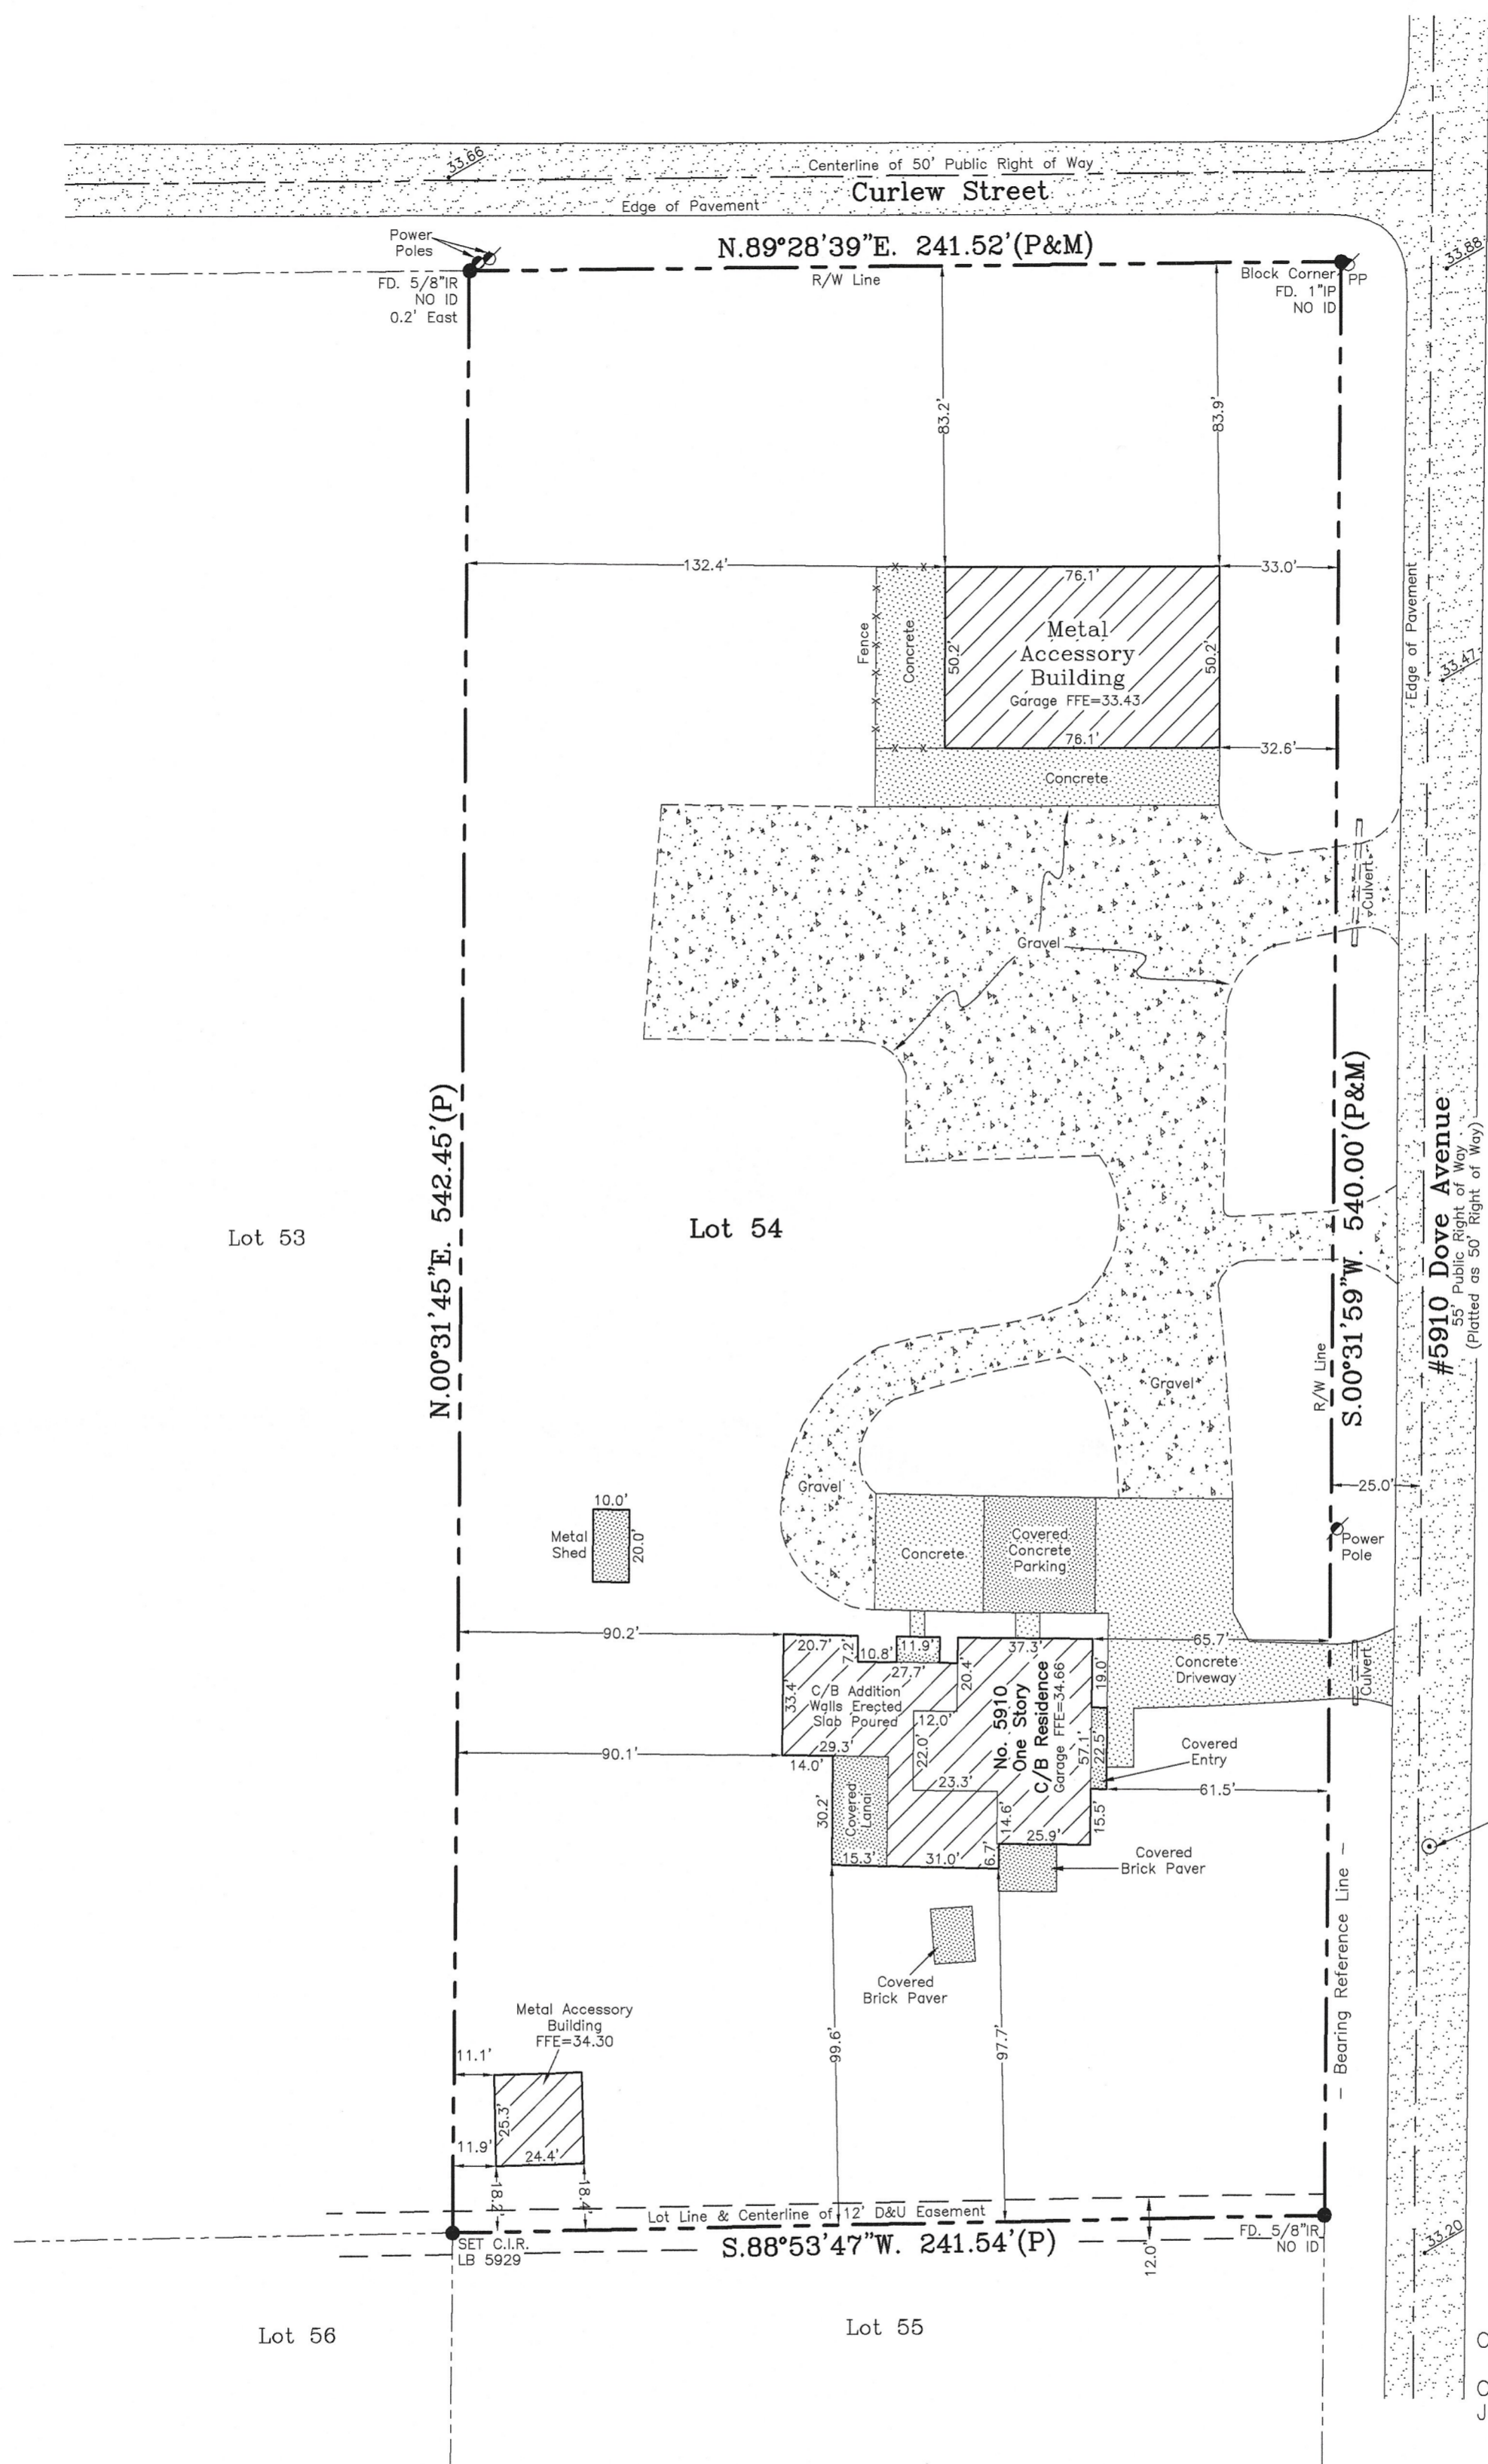 33.66
Centerline of 50' Public Right of Way
Curlew Street
Edge of Pavement
Power
Poles
N.89°28'39"E. 241.52'(P&M)
R/W Line
Block Corner
FD. 1"IP
NO ID
PP
33.88
FD. 5/8"IR
NO ID
0.2' East
83.2'
83.9'
132.4'
76.1'
33.0'
Fence
Concrete
50.2'
Metal
Accessory
Building
Garage FFE=33.43
50.2'
76.1'
32.6'
Concrete
Edge of Pavement
33.47
Culvert
Gravel
N.00°31'45"E. 542.45'(P)
S.00°31'59"W. 540.00'(P&M)
#5910 Dove Avenue
55' Public Right of Way
(Platted as 50' Right of Way)
Lot 53
Lot 54
R/W Line
Gravel
Gravel
25.0'
10.0'
Metal
Shed
20.0'
Concrete
Covered
Concrete
Parking
Power
Pole
90.2'
20.7'
7.2'
10.8'
11.9'
27.7'
37.3'
65.7'
Concrete
Driveway
Culvert
33.4'
C/B Addition
Walls Erected
Slab Poured
20.4'
12.0'
22.0'
No. 5910
One Story
C/B Residence
Garage FFE=34.66
19.0'
57.1'
22.5'
Covered
Entry
90.1'
29.3'
14.0'
23.3'
61.5'
30.2'
Covered
Lanai
14.6'
15.5'
25.9'
15.3'
31.0'
6.7'
Covered
Brick Paver
Covered
Brick Paver
99.6'
97.7'
- Bearing Reference Line -
Metal Accessory
Building
FFE=34.30
11.1'
25.3'
11.9'
24.4'
18.2'
18.4'
Lot Line & Centerline of 12' D&U Easement
S.88°53'47"W. 241.54'(P)
SET C.I.R.
LB 5929
12.0'
FD. 5/8"IR
NO ID
33.20
Lot 56
Lot 55